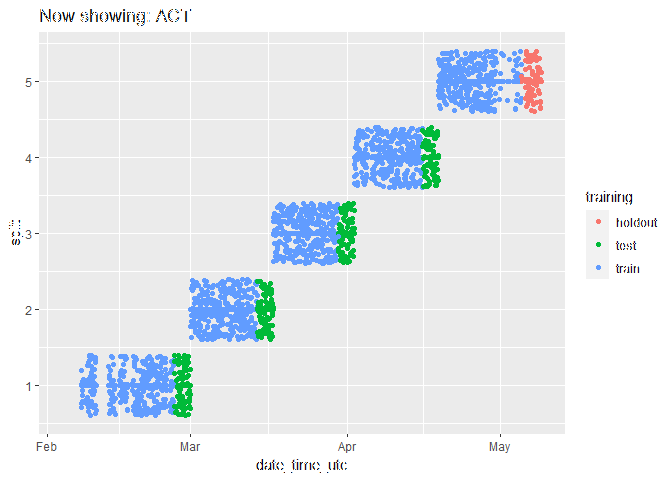 Now showing: ACT
5
4
3
2
1
split
Feb Mar Apr May
date_time_utc
training
holdout
test
train